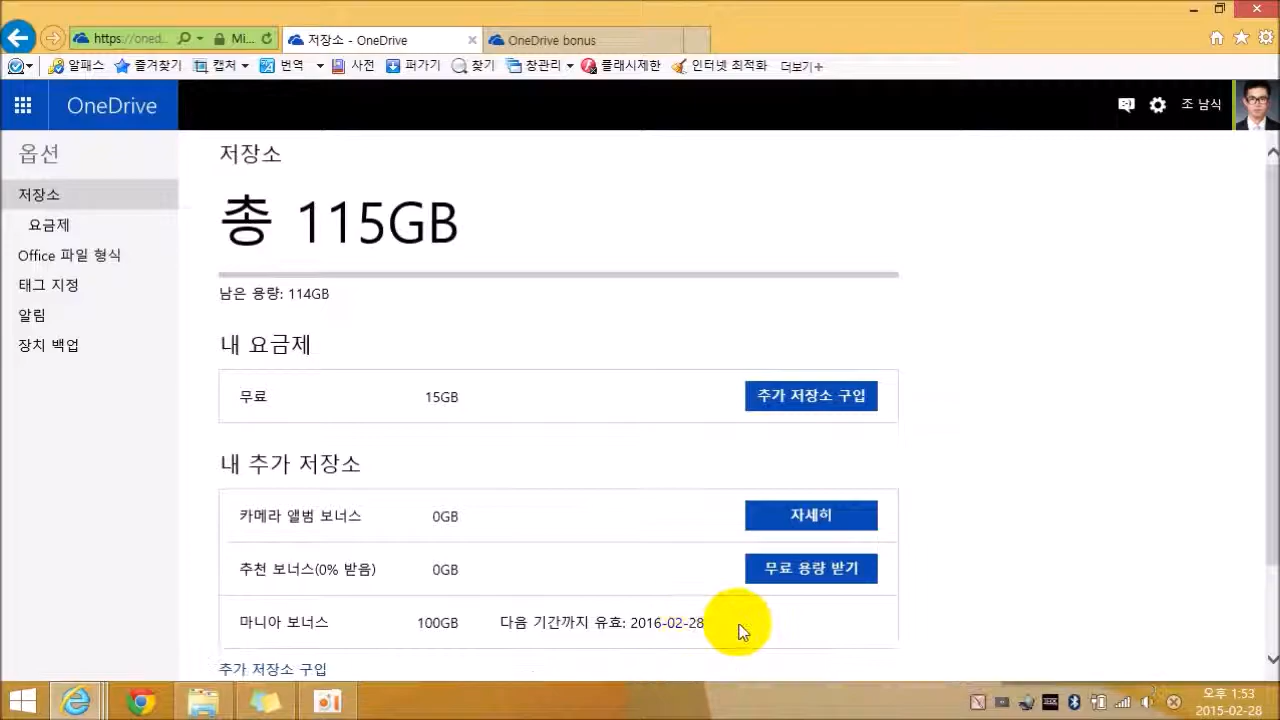 https://oned...
Mi...
저장소 - OneDrive
OneDrive bonus
알패스
즐겨찾기
캡처
번역
사전
퍼가기
찾기
창관리
플래시제한
인터넷 최적화
더보기+
OneDrive
조 남식
옵션
저장소
요금제
Office 파일 형식
태그 지정
알림
장치 백업
저장소
총 115GB
남은 용량: 114GB
내 요금제
무료 15GB 추가 저장소 구입
내 추가 저장소
카메라 앨범 보너스 0GB 자세히
추천 보너스(0% 받음) 0GB 무료 용량 받기
마니아 보너스 100GB 다음 기간까지 유효: 2016-02-28
추가 저장소 구입
오후 1:53
2015-02-28